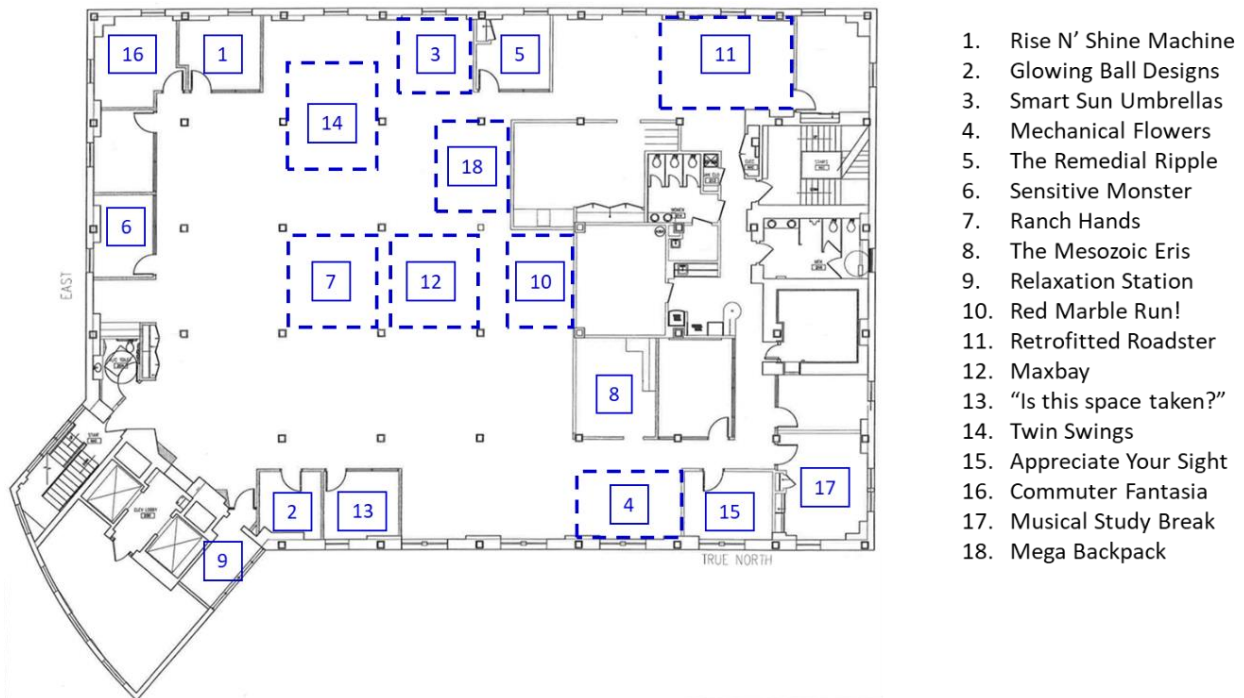 16
1
3
5
11
14
18
6
7
12
10
EAST
8
2
13
4
15
17
9
TRUE NORTH
1. Rise N’ Shine Machine
2. Glowing Ball Designs
3. Smart Sun Umbrellas
4. Mechanical Flowers
5. The Remedial Ripple
6. Sensitive Monster
7. Ranch Hands
8. The Mesozoic Eris
9. Relaxation Station
10. Red Marble Run!
11. Retrofitted Roadster
12. Maxbay
13. “Is this space taken?”
14. Twin Swings
15. Appreciate Your Sight
16. Commuter Fantasia
17. Musical Study Break
18. Mega Backpack